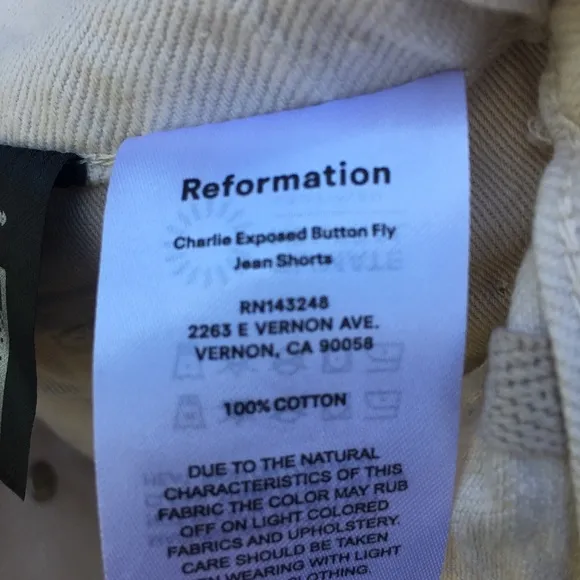 Reformation
Charlie Exposed Button Fly
Jean Shorts
RN143248
2263 E VERNON AVE.
VERNON, CA 90058
100% COTTON
DUE TO THE NATURAL
CHARACTERISTICS OF THIS
FABRIC THE COLOR MAY RUB
OFF ON LIGHT COLORED
FABRICS AND UPHOLSTERY.
CARE SHOULD BE TAKEN
WEARING WITH LIGHT
CLOTHING.